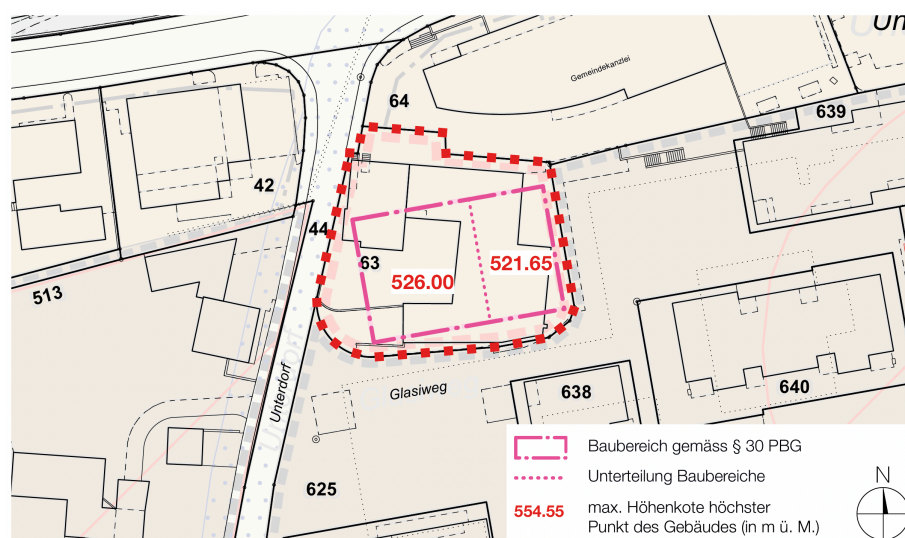 Un
Gemeindekanzlei
64
639
42
44
63
521.65
526.00
513
Unterdorf
Glasiweg
638
640
625
Baubereich gemäss § 30 PBG
Unterteilung Baubereiche
554.55 max. Höhenkote höchster
Punkt des Gebäudes (in m ü. M.)
N